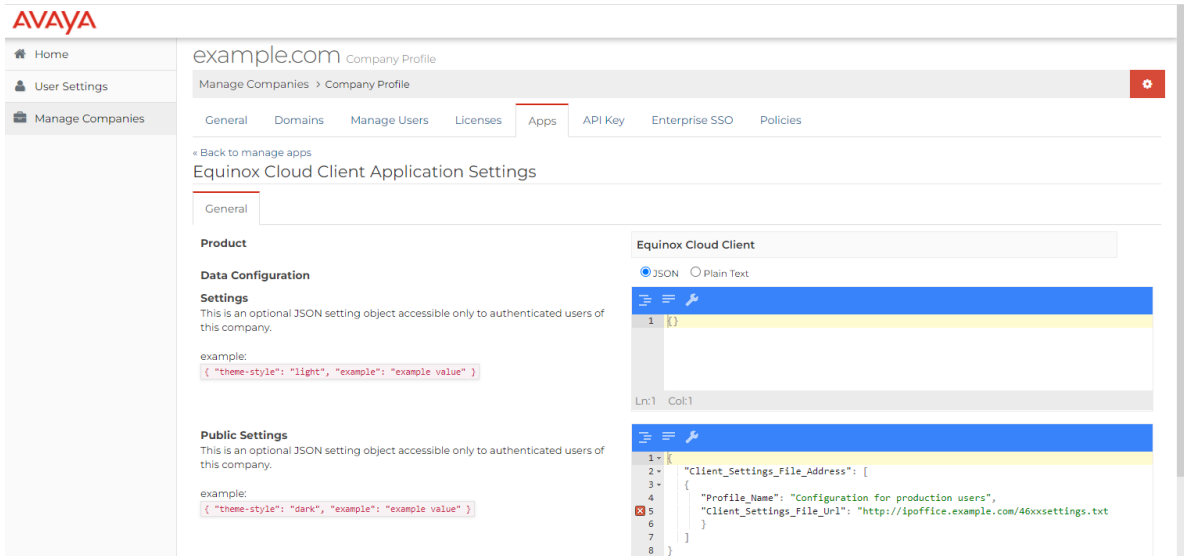 AVAYA
Home
User Settings
Manage Companies
example.com Company Profile
Manage Companies > Company Profile
General Domains Manage Users Licenses Apps API Key Enterprise SSO Policies
« Back to manage apps
Equinox Cloud Client Application Settings
General
Product
Equinox Cloud Client
Data Configuration
JSON Plain Text
Settings
This is an optional JSON setting object accessible only to authenticated users of
this company.
example:
{ "theme-style": "light", "example": "example value" }
1 {}
Ln:1 Col:1
Public Settings
This is an optional JSON setting object accessible only to authenticated users of
this company.
example:
{ "theme-style": "dark", "example": "example value" }
1 {
2 "Client_Settings_File_Address": [
3 {
4 "Profile_Name": "Configuration for production users",
5 "Client_Settings_File_Url": "http://ipoffice.example.com/46xxsettings.txt
6 }
7 ]
8 }